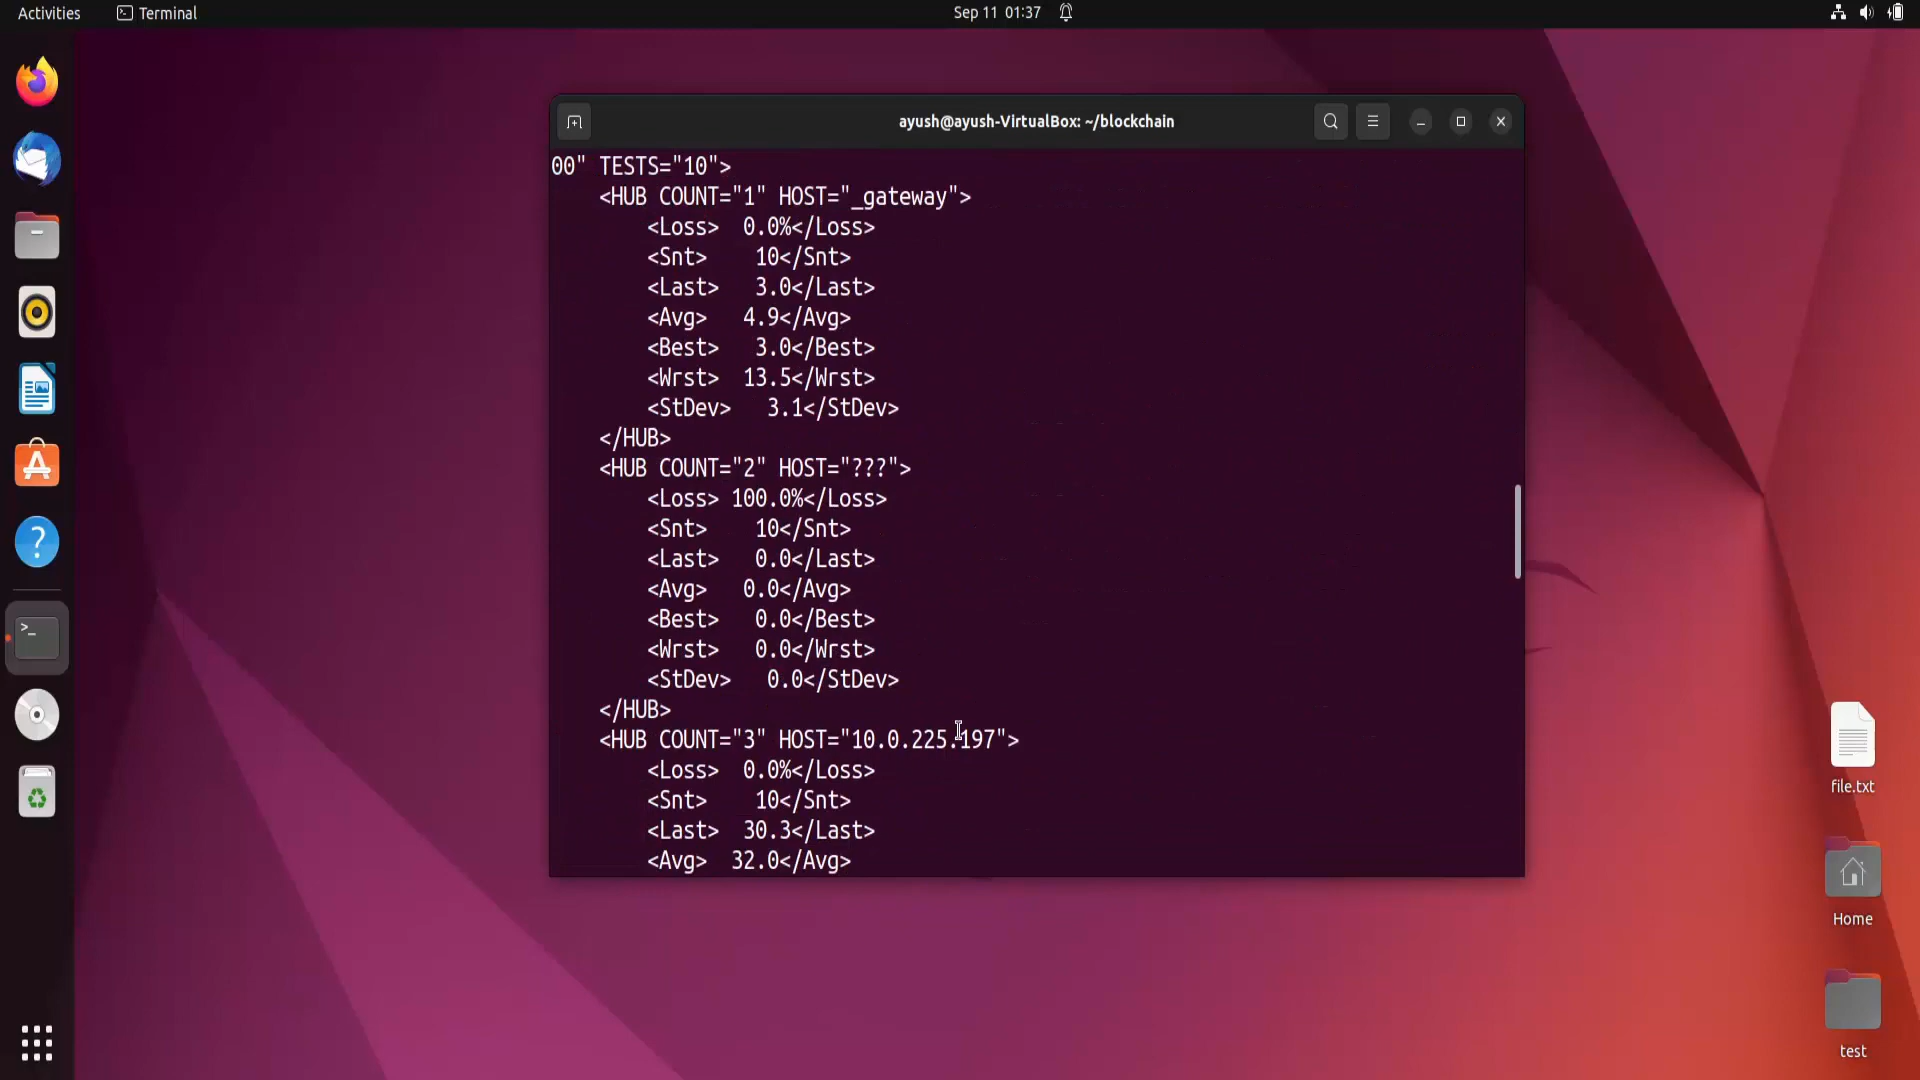 Activities
Terminal
Sep 11 01:37
ayush@ayush-VirtualBox: ~/blockchain
00" TESTS="10">
<HUB COUNT="1" HOST="_gateway">
<Loss> 0.0%</Loss>
<Snt> 10</Snt>
<Last> 3.0</Last>
<Avg> 4.9</Avg>
<Best> 3.0</Best>
<Wrst> 13.5</Wrst>
<StDev> 3.1</StDev>
</HUB>
<HUB COUNT="2" HOST="???">
<Loss> 100.0%</Loss>
<Snt> 10</Snt>
<Last> 0.0</Last>
<Avg> 0.0</Avg>
<Best> 0.0</Best>
<Wrst> 0.0</Wrst>
<StDev> 0.0</StDev>
</HUB>
<HUB COUNT="3" HOST="10.0.225.197">
<Loss> 0.0%</Loss>
<Snt> 10</Snt>
<Last> 30.3</Last>
<Avg> 32.0</Avg>
file.txt
Home
test